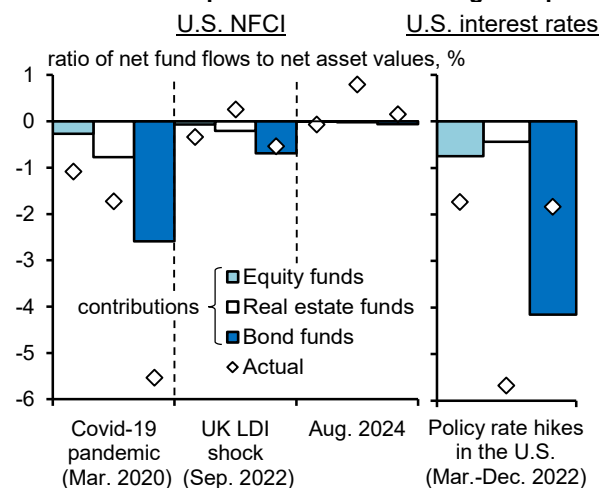 U.S. NFCI
U.S. interest rates
ratio of net fund flows to net asset values, %
1
0
-1
-2
-3
-4
-5
-6
contributions
Equity funds
Real estate funds
Bond funds
Actual
Covid-19
pandemic
(Mar. 2020)
UK LDI
shock
(Sep. 2022)
Aug. 2024
Policy rate hikes
in the U.S.
(Mar.-Dec. 2022)